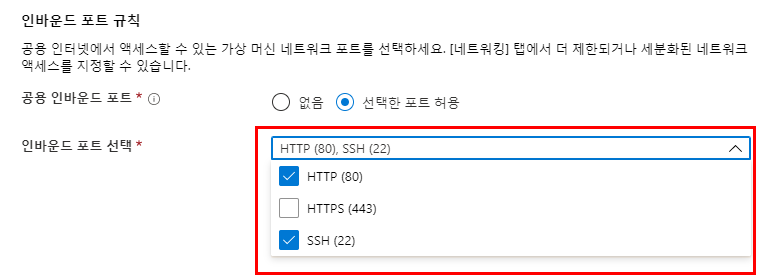 인바운드 포트 규칙
공용 인터넷에서 액세스할 수 있는 가상 머신 네트워크 포트를 선택하세요. [네트워킹] 탭에서 더 제한되거나 세분화된 네트워크
액세스를 지정할 수 있습니다.
공용 인바운드 포트 * ⓘ 없음 선택한 포트 허용
인바운드 포트 선택 * HTTP (80), SSH (22)
HTTP (80)
HTTPS (443)
SSH (22)